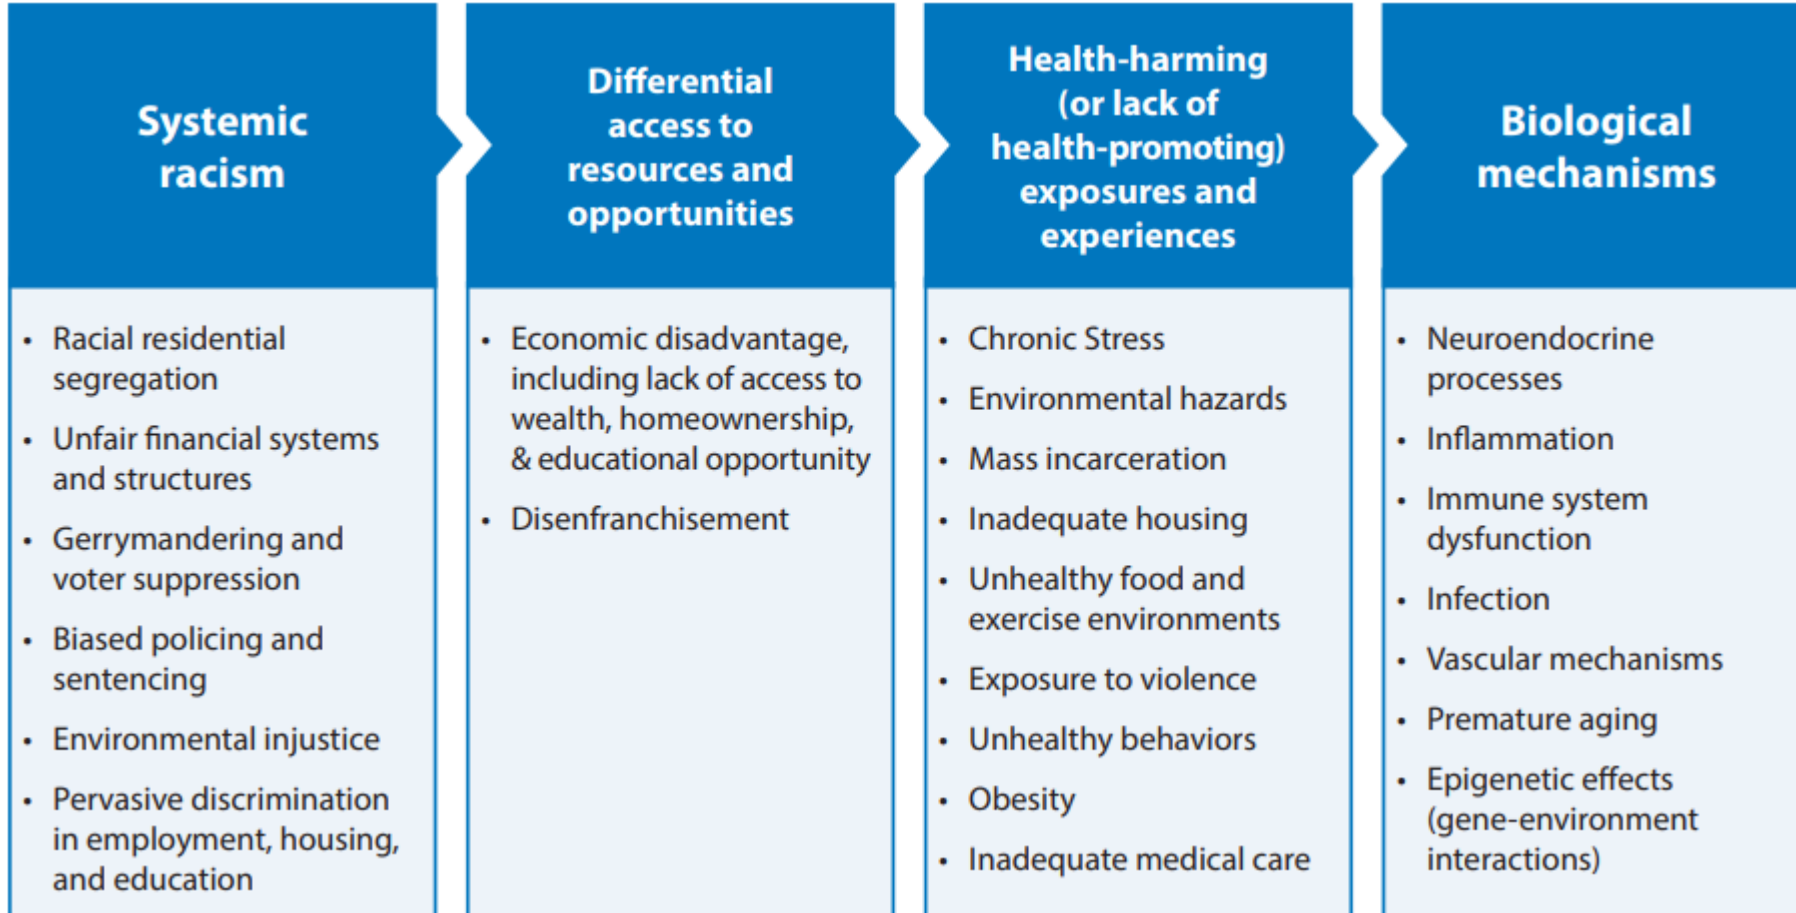 Systemic
racism
• Racial residential
segregation
• Unfair financial systems
and structures
• Gerrymandering and
voter suppression
• Biased policing and
sentencing
• Environmental injustice
• Pervasive discrimination
in employment, housing,
and education
Differential
access to
resources and
opportunities
• Economic disadvantage,
including lack of access to
wealth, homeownership,
& educational opportunity
• Disenfranchisement
Health-harming
(or lack of
health-promoting)
exposures and
experiences
• Chronic Stress
• Environmental hazards
• Mass incarceration
• Inadequate housing
• Unhealthy food and
exercise environments
• Exposure to violence
• Unhealthy behaviors
• Obesity
• Inadequate medical care
Biological
mechanisms
• Neuroendocrine
processes
• Inflammation
• Immune system
dysfunction
• Infection
• Vascular mechanisms
• Premature aging
• Epigenetic effects
(gene-environment
interactions)